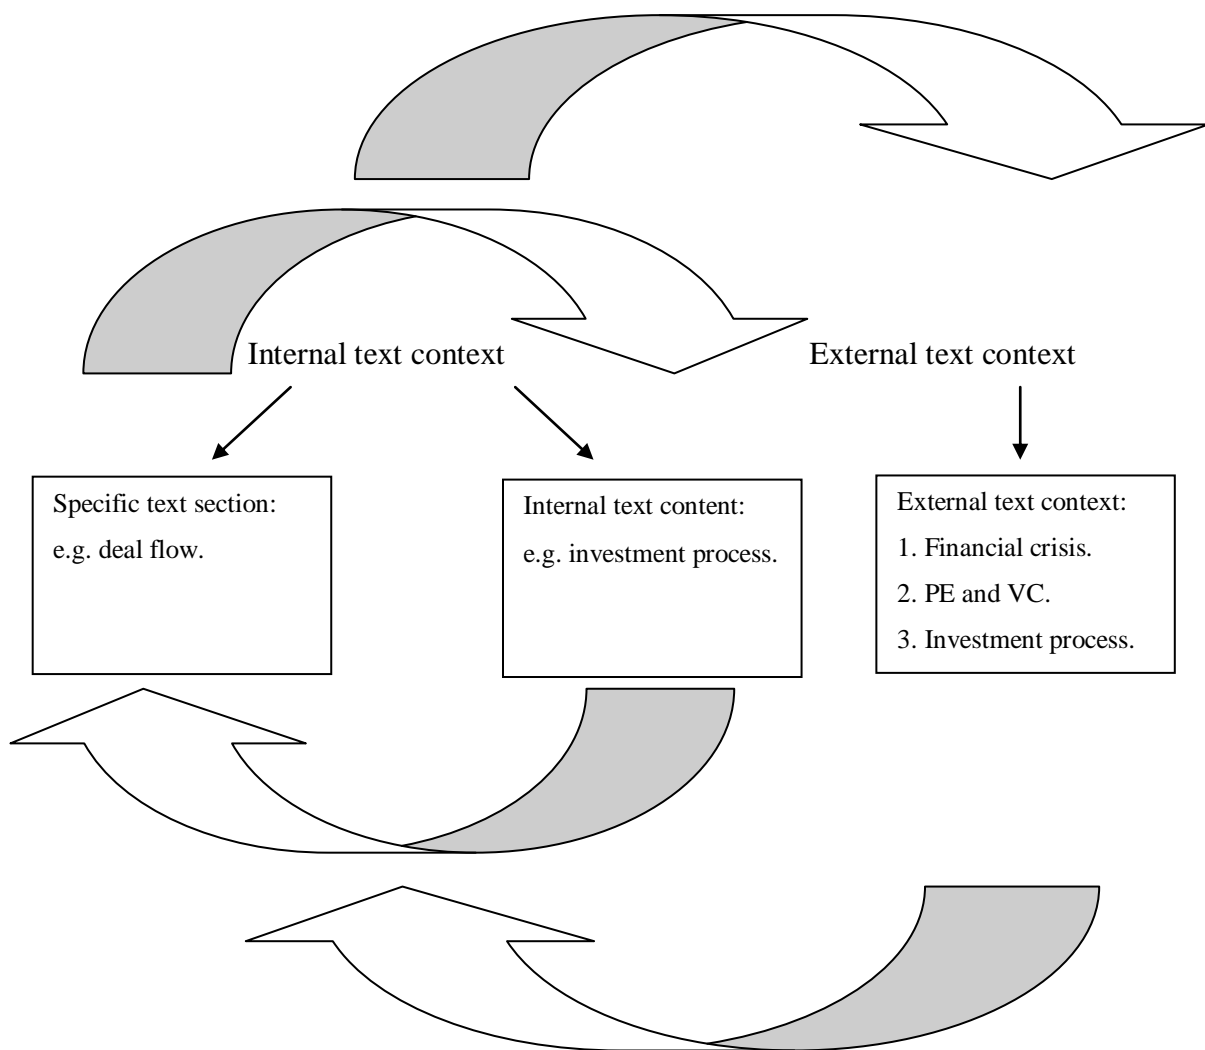 Internal text context
External text context
Specific text section:
e.g. deal flow.
Internal text content:
e.g. investment process.
External text context:
1. Financial crisis.
2. PE and VC.
3. Investment process.